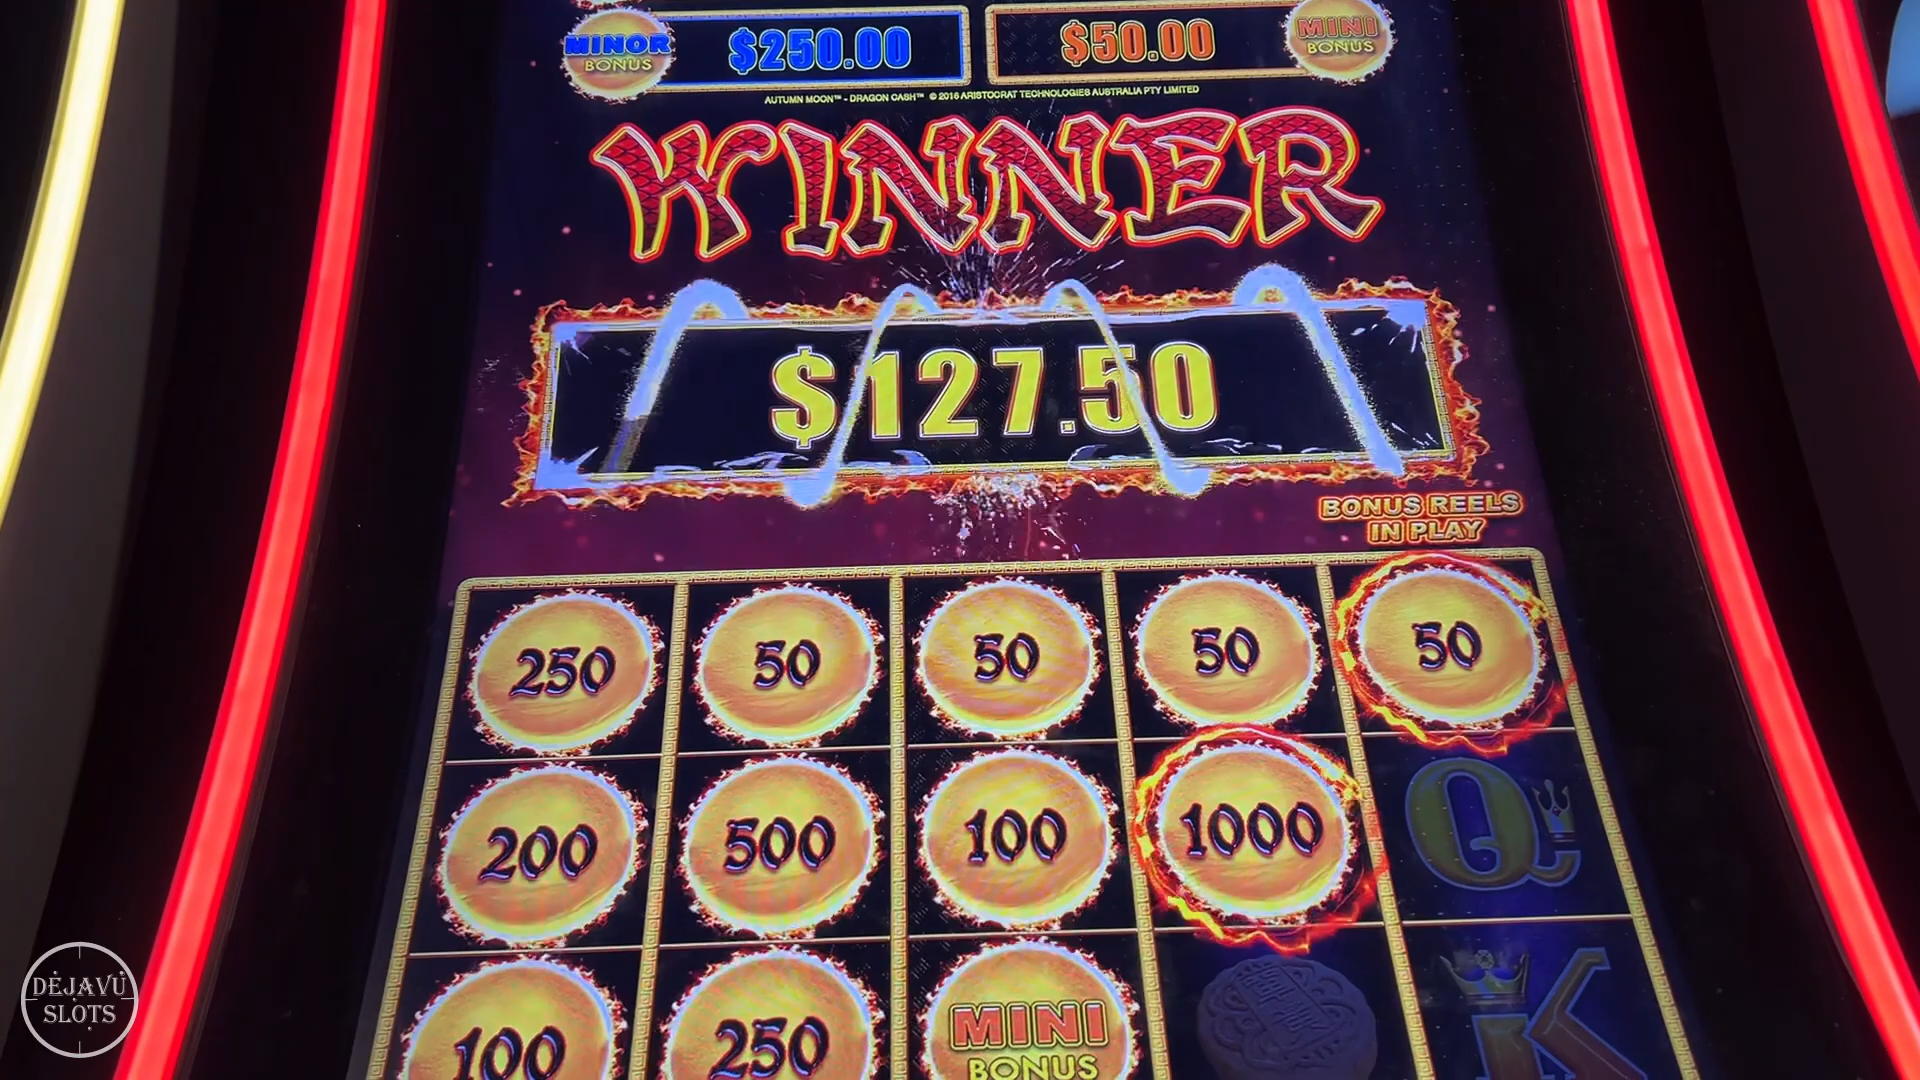 MINOR
BONUS
$250.00
$50.00
MINI
BONUS
AUTUMN MOON™ - DRAGON CASH™ © 2016 ARISTOCRAT TECHNOLOGIES AUSTRALIA PTY LIMITED
WINNER
$127.50
BONUS REELS
IN PLAY
250 50 50 50 50
200 500 100 1000 Q
100 250 MINI BONUS K
DÉJAVÙ
SLOTS